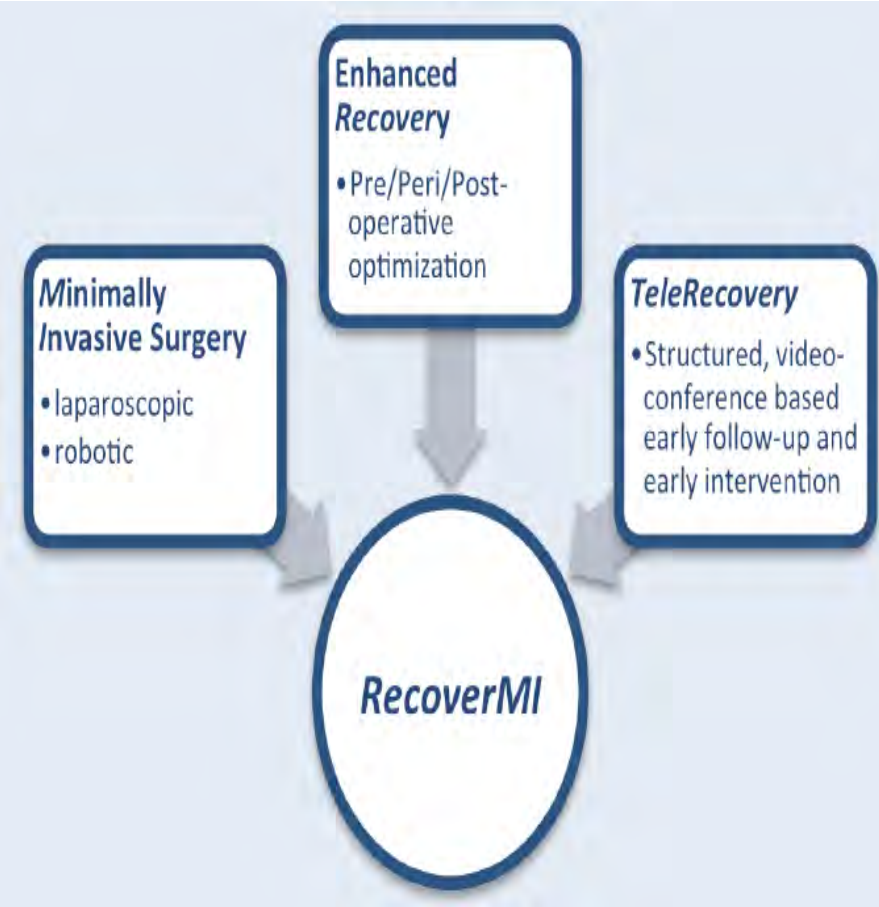 Enhanced
Recovery
•Pre/Peri/Post-
operative
optimization
Minimally
Invasive Surgery
•laparoscopic
•robotic
TeleRecovery
•Structured, video-
conference based
early follow-up and
early intervention
RecoverMI